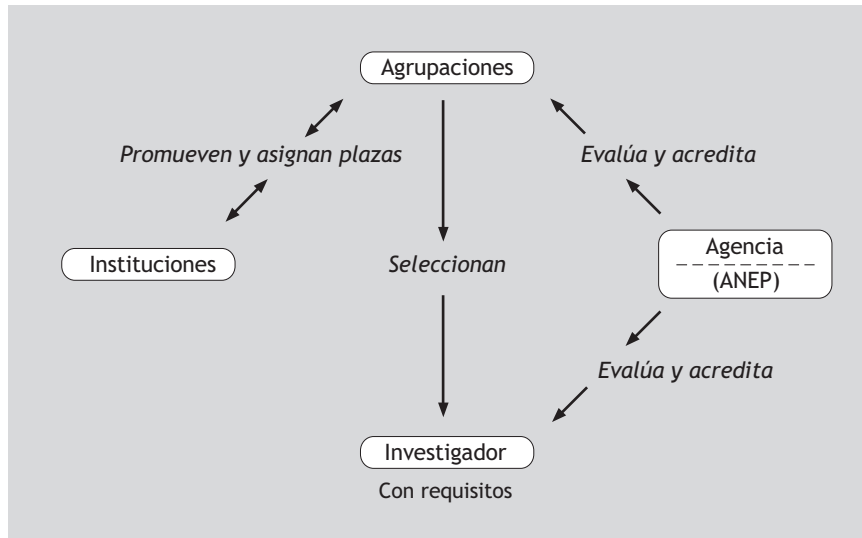 Agrupaciones
Promueven y asignan plazas
Evalúa y acredita
Instituciones
Seleccionan
Agencia
(ANEP)
Evalúa y acredita
Investigador
Con requisitos